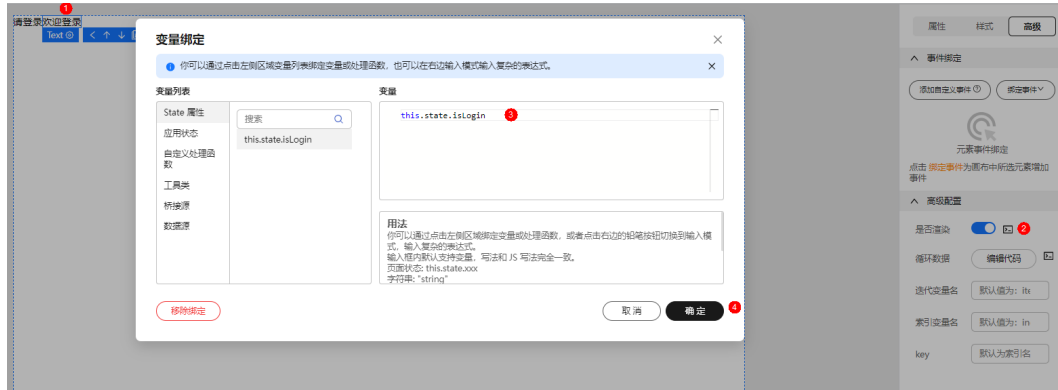 1
请登录欢迎登录
Text
变量绑定
你可以通过点击左侧区域变量列表绑定变量或处理函数，也可以在右边输入模式输入复杂的表达式。
变量列表
State 属性
应用状态
自定义处理函
数
工具类
桥接源
数据源
搜索
this.state.isLogin
变量
this.state.isLogin
3
用法
你可以通过点击左侧区域绑定变量或处理函数，或者点击右边的铅笔按钮切换到输入模
式，输入复杂的表达式。
输入框内默认支持变量，写法和 JS 写法完全一致。
页面状态: this.state.xxx
字符串: "string"
移除绑定
取消
确定
4
属性
样式
高级
事件绑定
添加自定义事件
绑定事件
元素事件绑定
点击 绑定事件为画布中所选元素增加
事件
高级配置
是否渲染
2
循环数据
编辑代码
迭代变量名
默认值为: ite
索引变量名
默认值为: in
key
默认为索引名